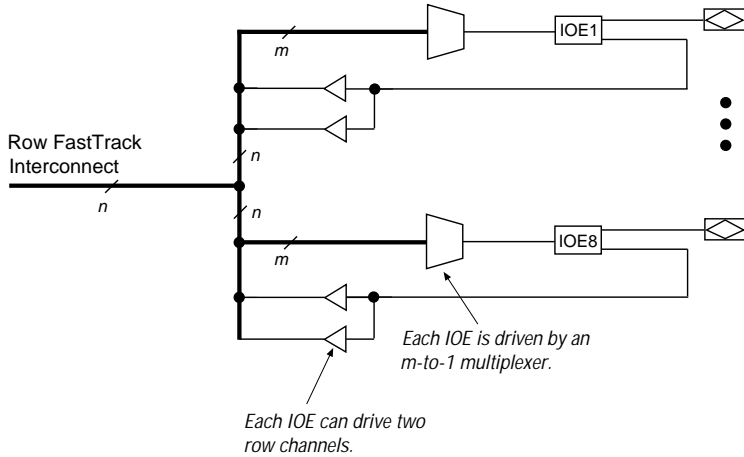 m
IOE1
n
Row FastTrack
Interconnect
n
n
m
IOE8
Each IOE is driven by an
m-to-1 multiplexer.
Each IOE can drive two
row channels.